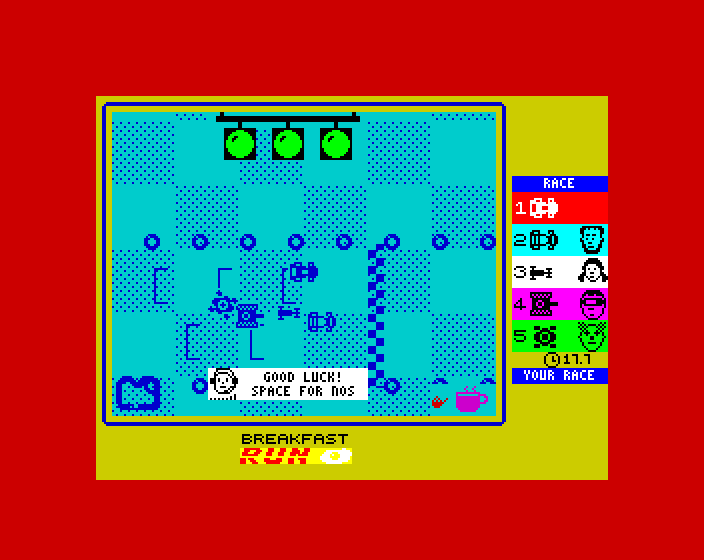 RACE
1
2
3
4
5
17.7
YOUR RACE
GOOD LUCK!
SPACE FOR NOS
BREAKFAST
RUN